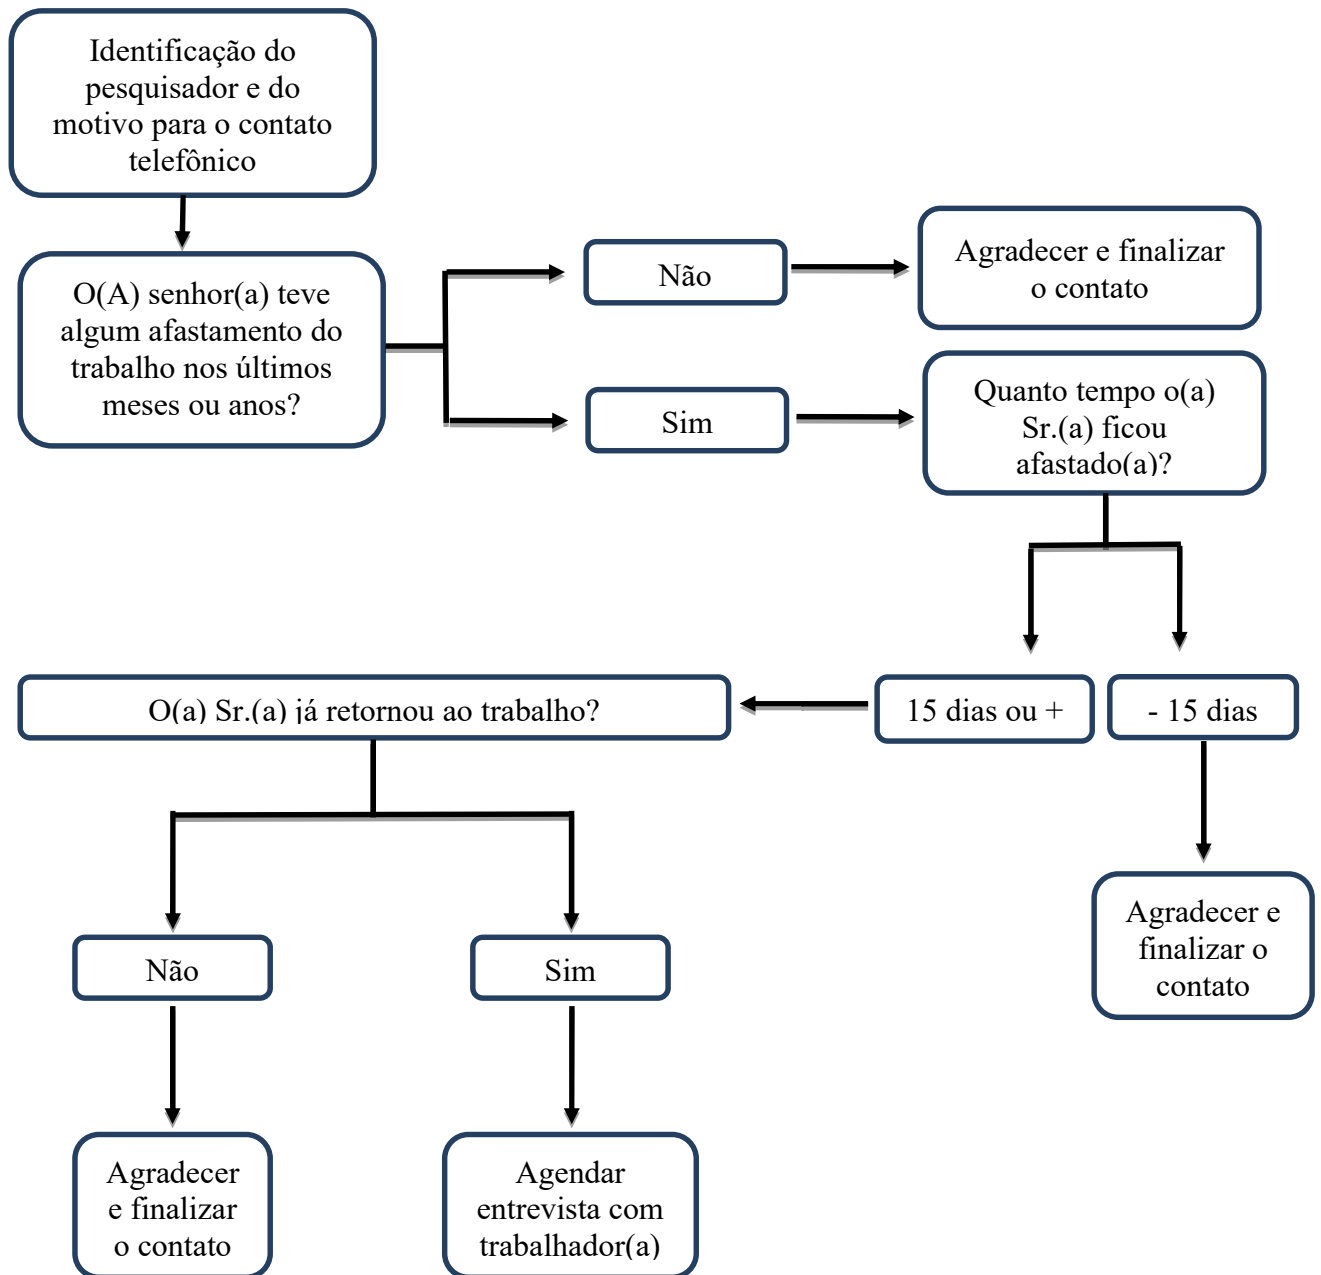 Identificação do
pesquisador e do
motivo para o contato
telefônico
O(A) senhor(a) teve
algum afastamento do
trabalho nos últimos
meses ou anos?
Não
Agradecer e finalizar
o contato
Sim
Quanto tempo o(a)
Sr.(a) ficou
afastado(a)?
O(a) Sr.(a) já retornou ao trabalho?
15 dias ou +
- 15 dias
Agradecer e
finalizar o
contato
Não
Sim
Agradecer
e finalizar
o contato
Agendar
entrevista com
trabalhador(a)